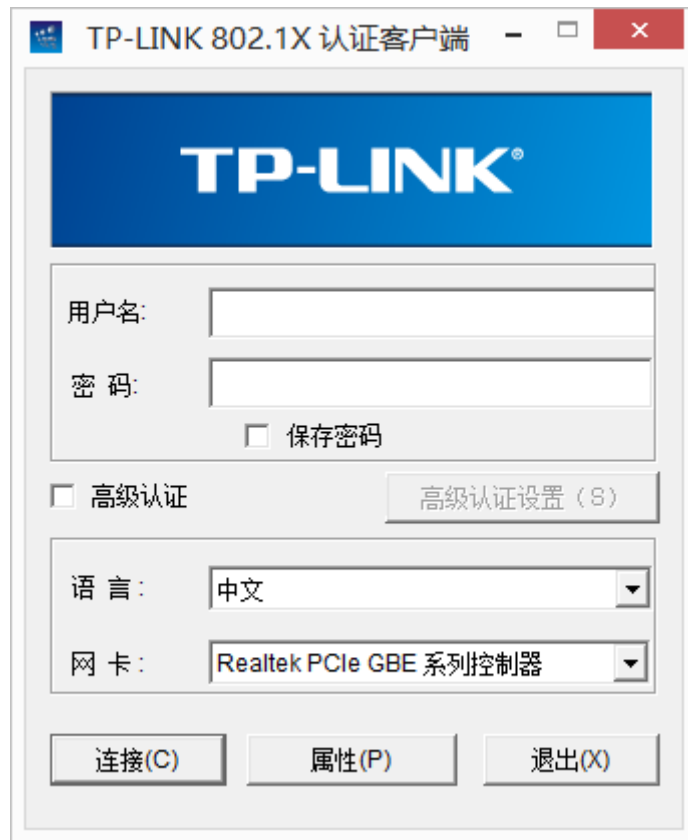 TP-LINK 802.1X 认证客户端
TP-LINK®
用户名:
密 码:
保存密码
高级认证 高级认证设置（S）
语 言: 中文
网 卡: Realtek PCIe GBE 系列控制器
连接(C) 属性(P) 退出(X)